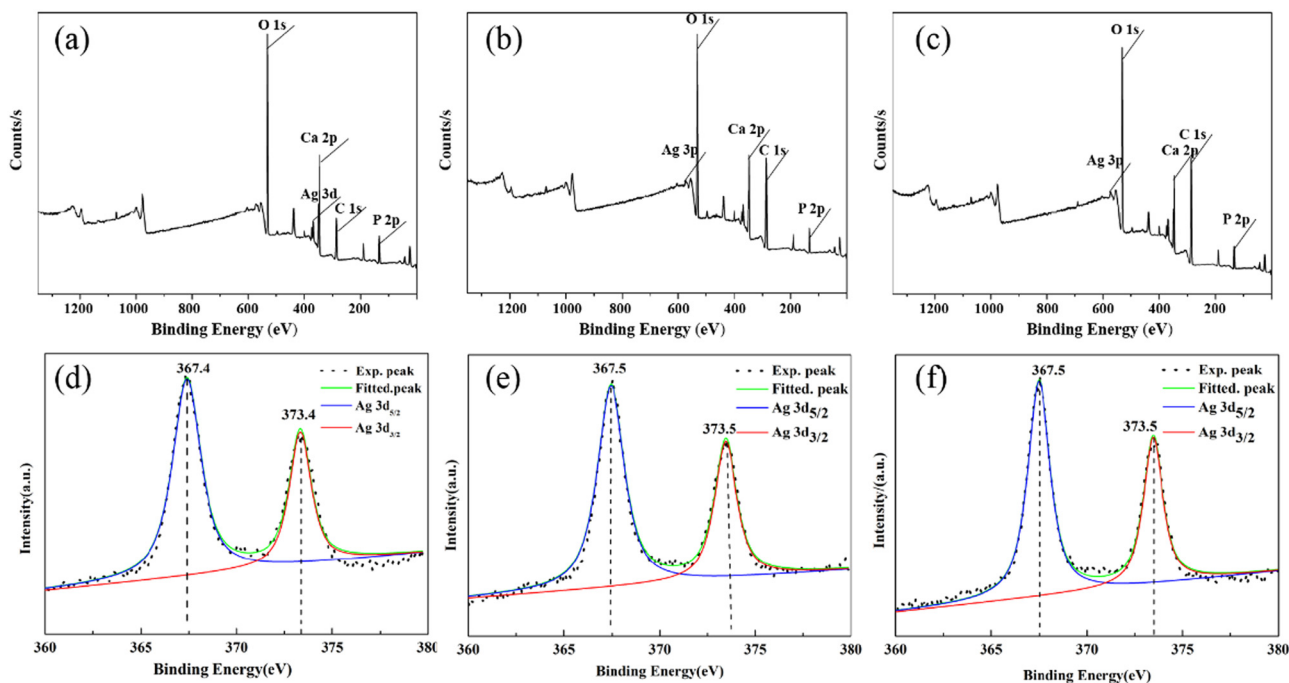 (a)
O 1s
Ca 2p
Ag 3d
C 1s
P 2p
Counts/s
1200 1000 800 600 400 200 0
Binding Energy (eV)
(b)
O 1s
Ag 3p
Ca 2p
C 1s
P 2p
Counts/s
1200 1000 800 600 400 200 0
Binding Energy (eV)
(c)
O 1s
Ag 3p
C 1s
Ca 2p
P 2p
Counts/s
1200 1000 800 600 400 200 0
Binding Energy (eV)
(d)
367.4
373.4
Exp. peak
Fitted.peak
Ag 3d5/2
Ag 3d3/2
Intensity(a.u.)
360 365 370 375 380
Binding Energy(eV)
(e)
367.5
373.5
Exp. peak
Fitted. peak
Ag 3d5/2
Ag 3d3/2
Intensity(a.u.)
360 365 370 375 380
Binding Energy(eV)
(f)
367.5
373.5
Exp. peak
Fitted. peak
Ag 3d5/2
Ag 3d3/2
Intensity/(a.u.)
360 365 370 375 380
Binding Energy(eV)